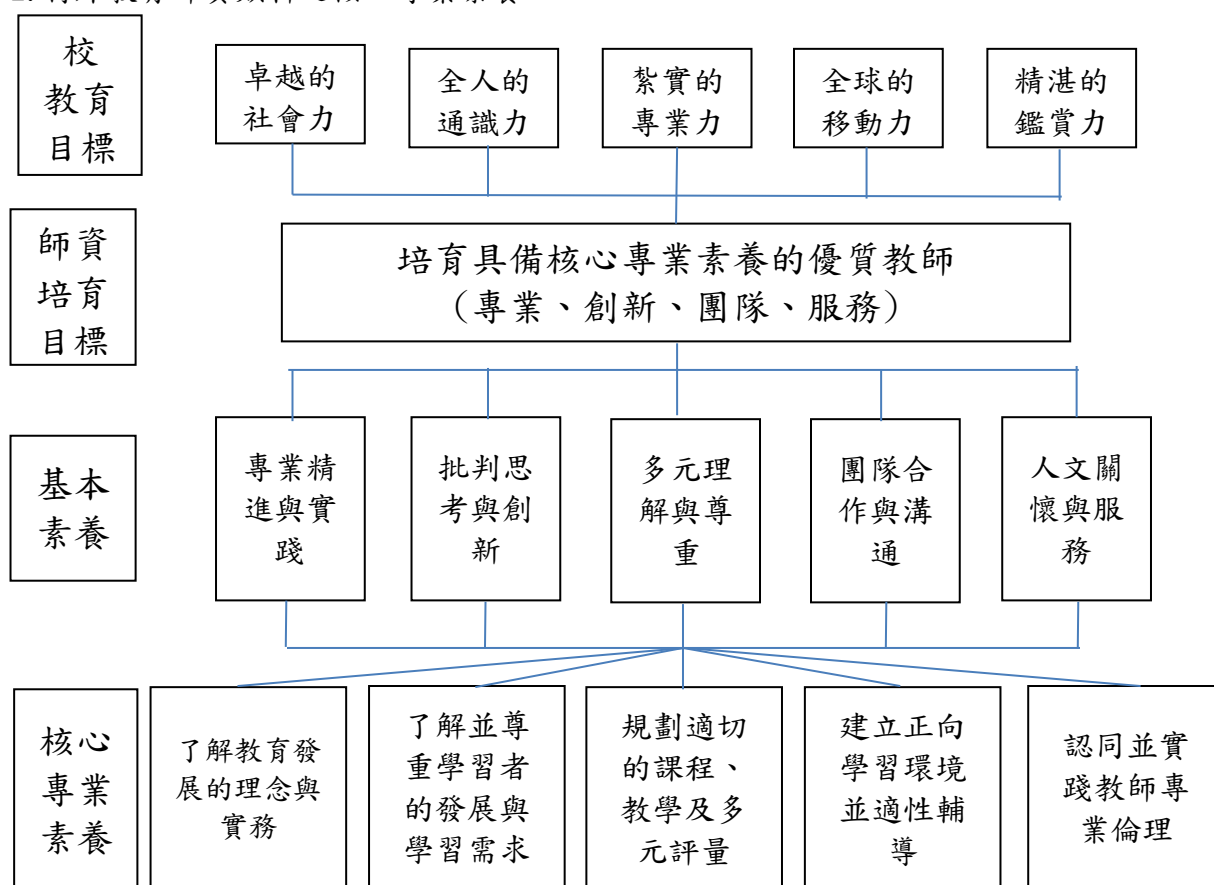 校
教育
目標
卓越的
社會力
全人的
通識力
紮實的
專業力
全球的
移動力
精湛的
鑑賞力
師資
培育
目標
培育具備核心專業素養的優質教師
（專業、創新、團隊、服務）
基本
素養
專業精
進與實
踐
批判思
考與創
新
多元理
解與尊
重
團隊合
作與溝
通
人文關
懷與服
務
核心
專業
素養
了解教育發
展的理念與
實務
了解並尊
重學習者
的發展與
學習需求
規劃適切
的課程、
教學及多
元評量
建立正向
學習環境
並適性輔
導
認同並實
踐教師專
業倫理